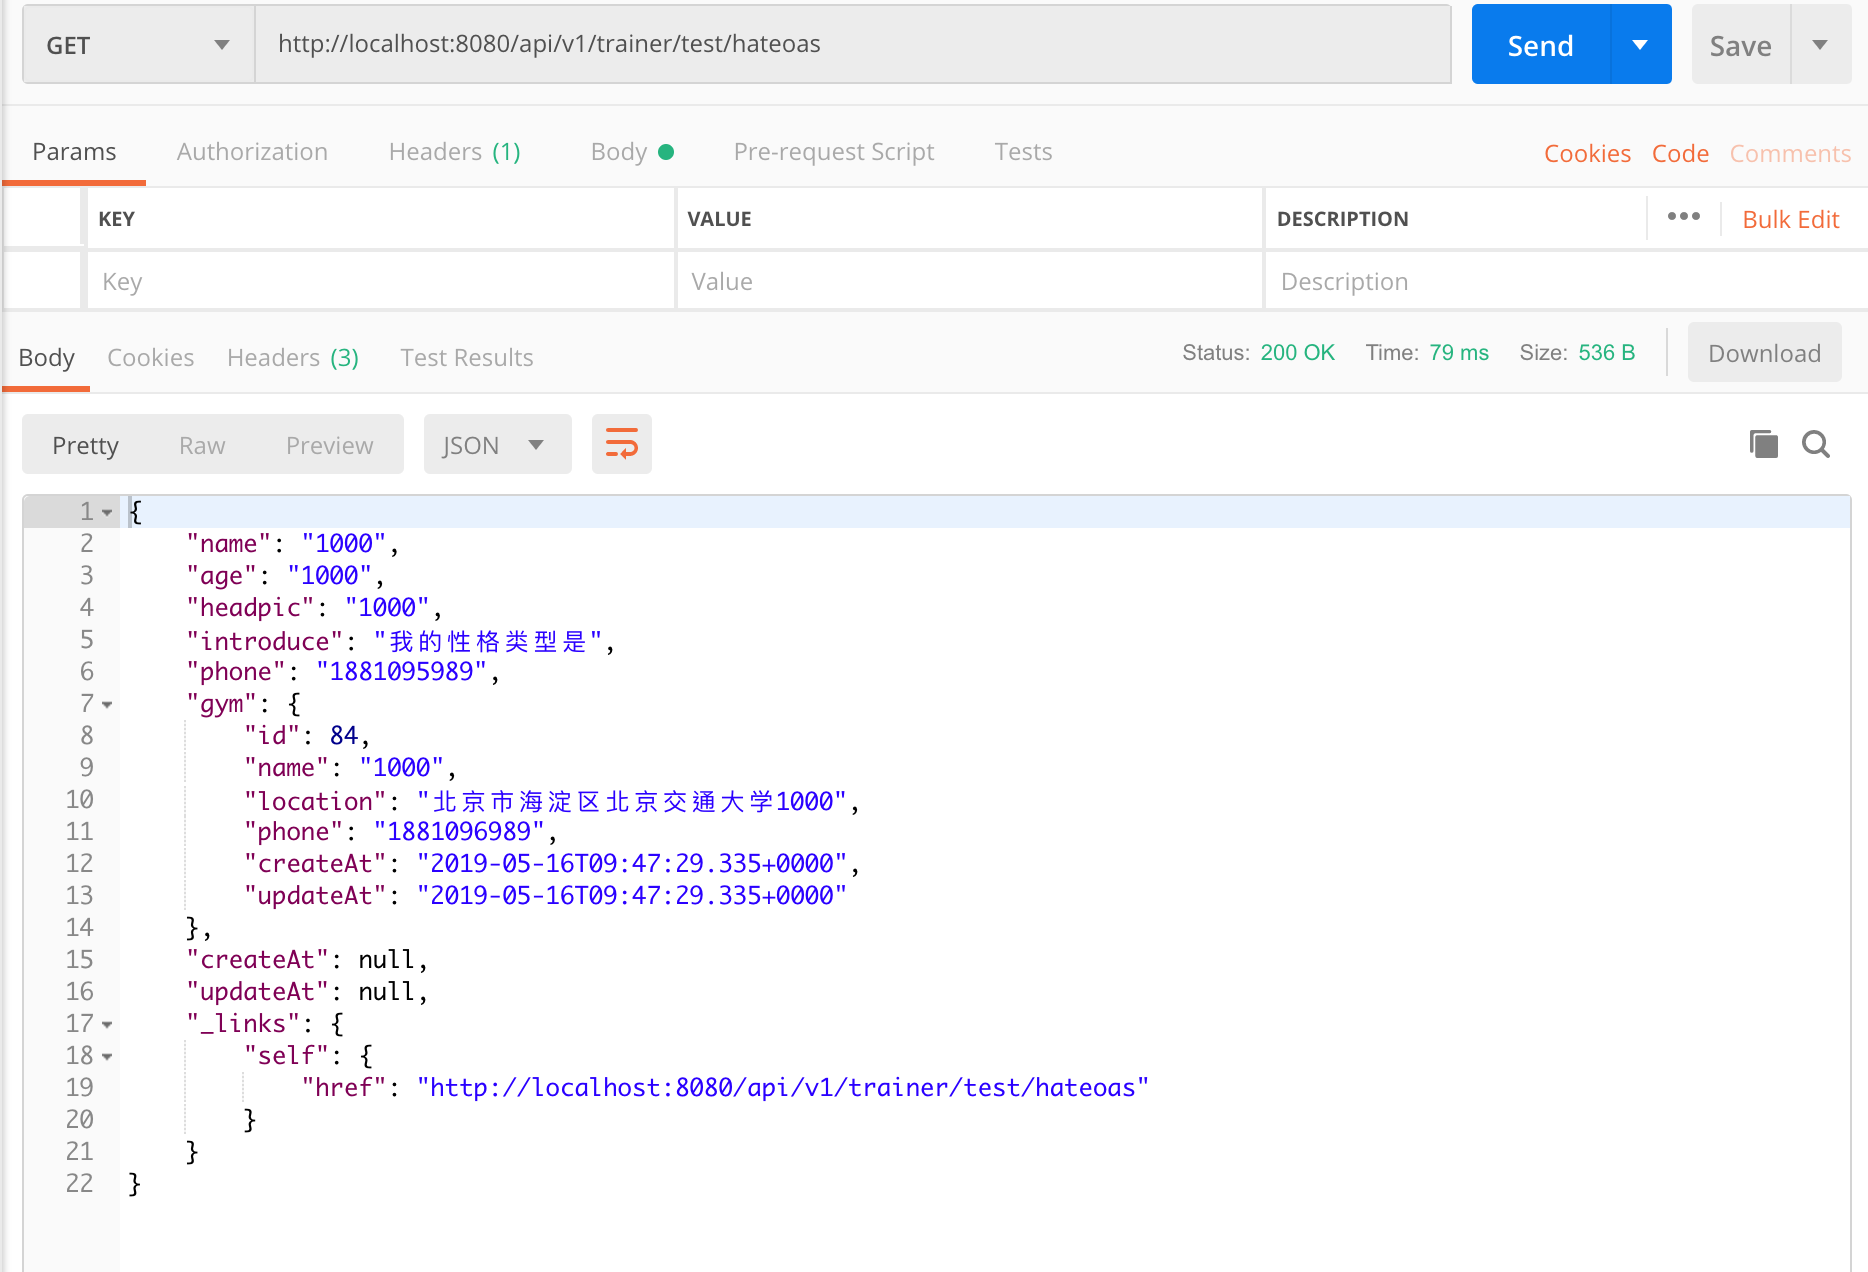 GET http://localhost:8080/api/v1/trainer/test/hateoas Send Save
Params Authorization Headers (1) Body Pre-request Script Tests Cookies Code Comments
KEY VALUE DESCRIPTION ••• Bulk Edit
Key Value Description
Body Cookies Headers (3) Test Results Status: 200 OK Time: 79 ms Size: 536 B Download
Pretty Raw Preview JSON
1 {
2 "name": "1000",
3 "age": "1000",
4 "headpic": "1000",
5 "introduce": "我的性格类型是",
6 "phone": "1881095989",
7 "gym": {
8 "id": 84,
9 "name": "1000",
10 "location": "北京市海淀区北京交通大学1000",
11 "phone": "1881096989",
12 "createAt": "2019-05-16T09:47:29.335+0000",
13 "updateAt": "2019-05-16T09:47:29.335+0000"
14 },
15 "createAt": null,
16 "updateAt": null,
17 "_links": {
18 "self": {
19 "href": "http://localhost:8080/api/v1/trainer/test/hateoas"
20 }
21 }
22 }